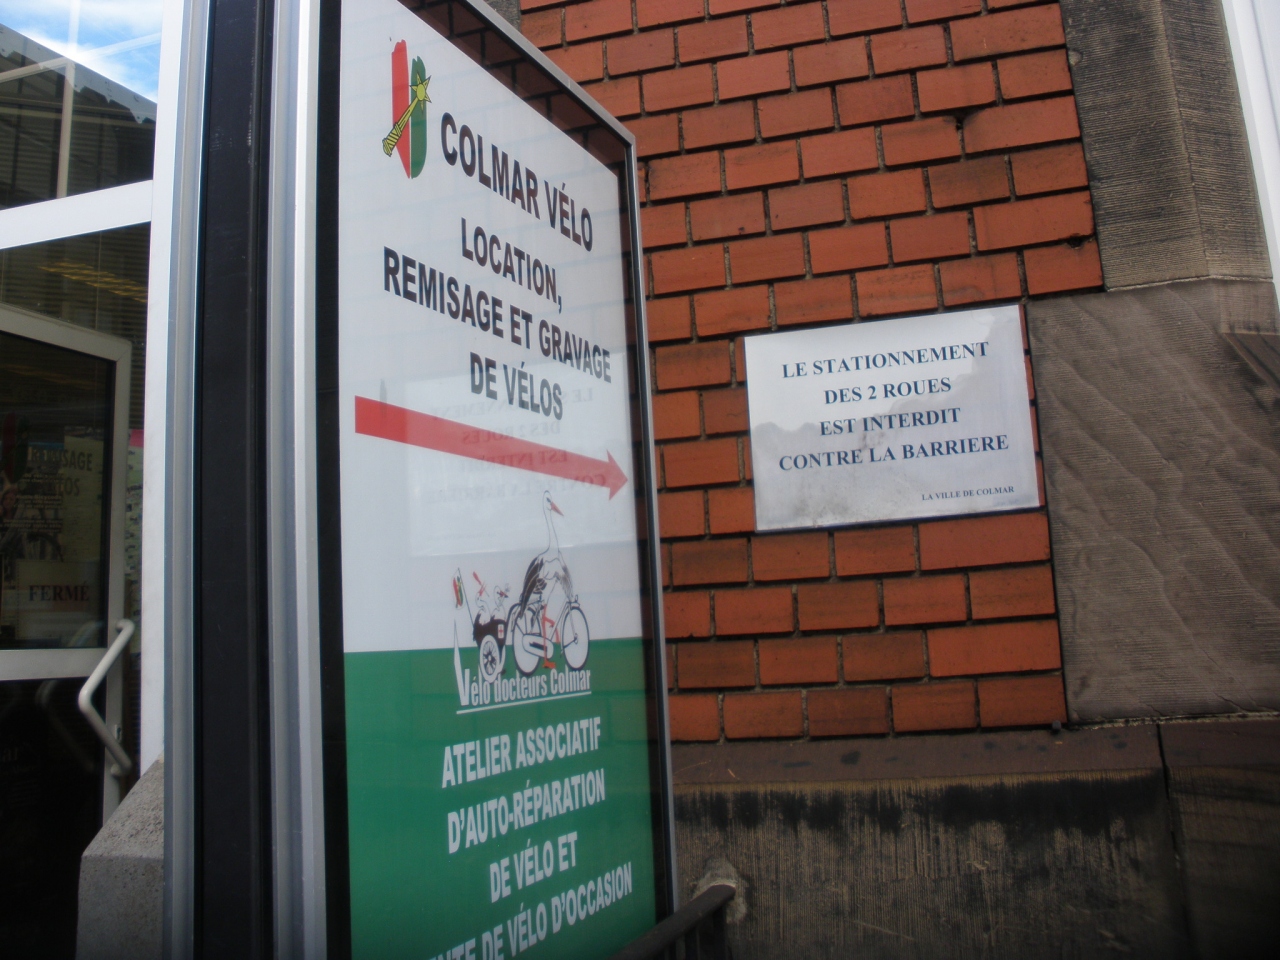 COLMAR VÉLO
LOCATION,
REMISAGE ET GRAVAGE
DE VÉLOS
Vélo docteurs Colmar
ATELIER ASSOCIATIF
D'AUTO-RÉPARATION
DE VÉLO ET
DE VÉLO D'OCCASION
LE STATIONNEMENT
DES 2 ROUES
EST INTERDIT
CONTRE LA BARRIERE
LA VILLE DE COLMAR
FERMÉ